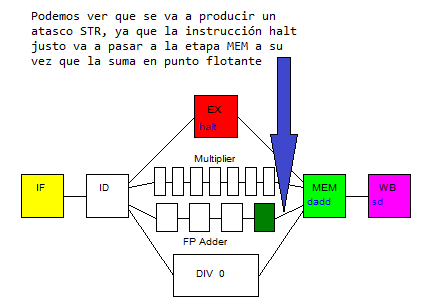 Podemos ver que se va a producir un
atasco STR, ya que la instrucción halt
justo va a pasar a la etapa MEM a su
vez que la suma en punto flotante
EX
halt
Multiplier
IF
ID
MEM
dadd
WB
sd
FP Adder
DIV 0